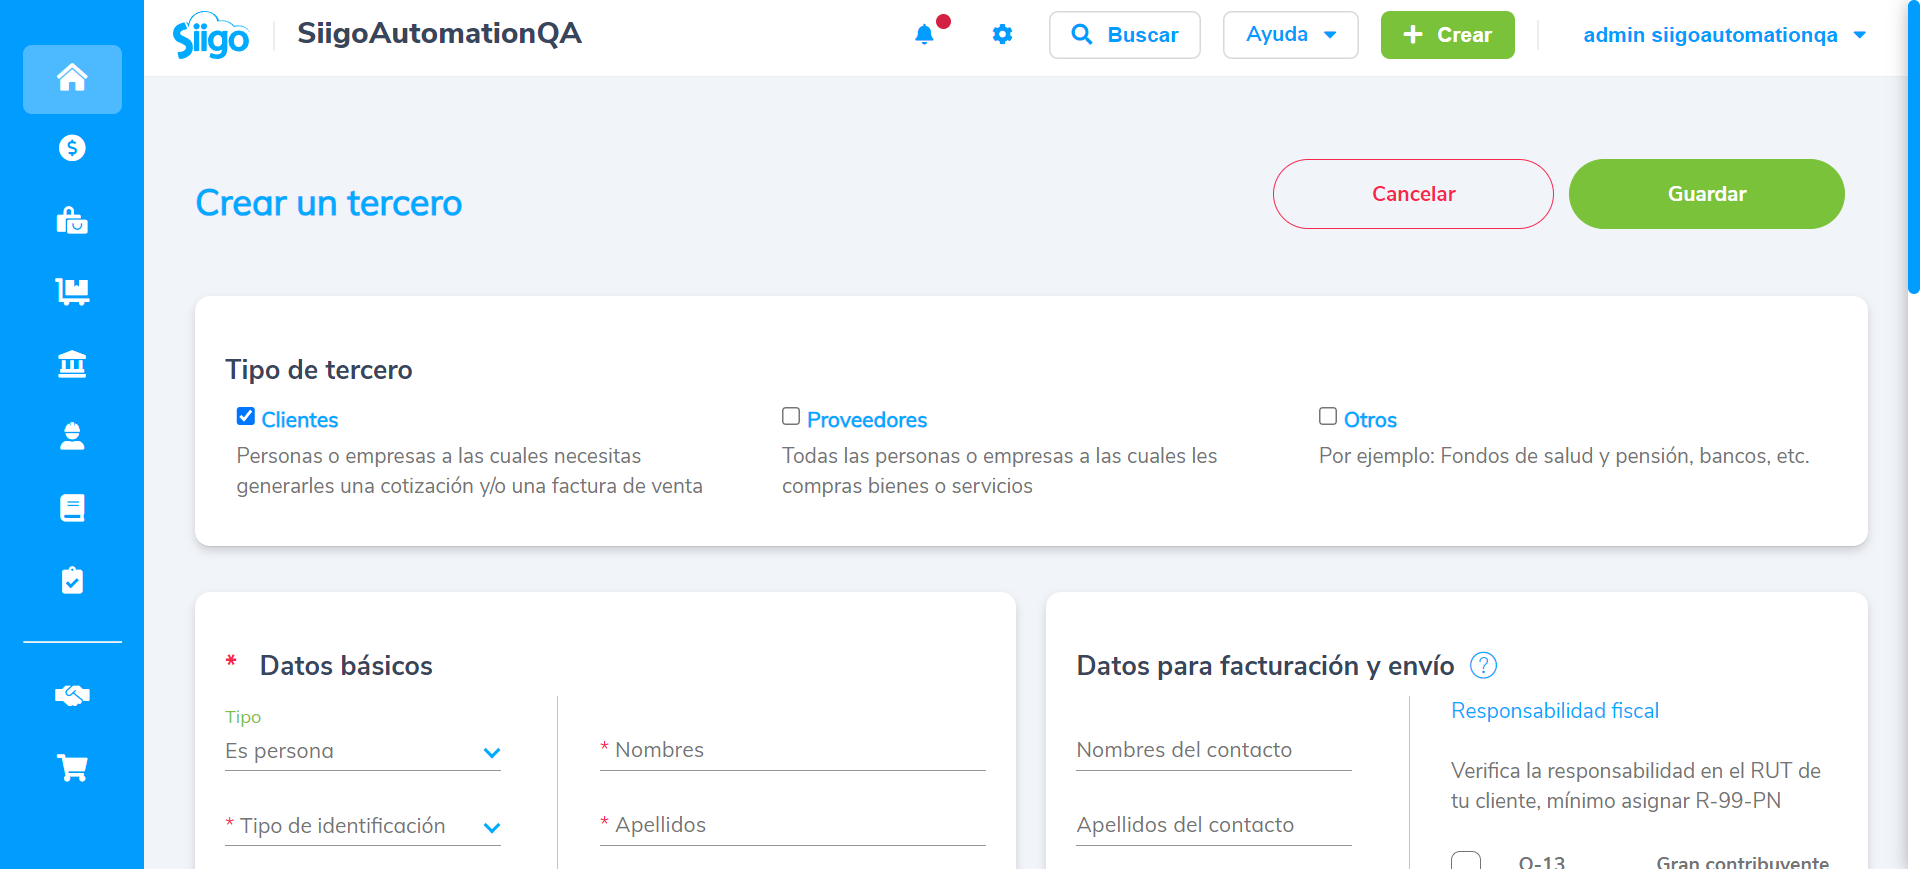 Siigo
SiigoAutomationQA
Buscar
Ayuda
Crear
admin siigoautomationqa
Crear un tercero
Cancelar
Guardar
Tipo de tercero
Clientes
Personas o empresas a las cuales necesitas
generarles una cotización y/o una factura de venta
Proveedores
Todas las personas o empresas a las cuales les
compras bienes o servicios
Otros
Por ejemplo: Fondos de salud y pensión, bancos, etc.
* Datos básicos
Tipo
Es persona
* Tipo de identificación
* Nombres
* Apellidos
Datos para facturación y envío ?
Nombres del contacto
Apellidos del contacto
Responsabilidad fiscal
Verifica la responsabilidad en el RUT de
tu cliente, mínimo asignar R-99-PN
O-13 Gran contribuyente